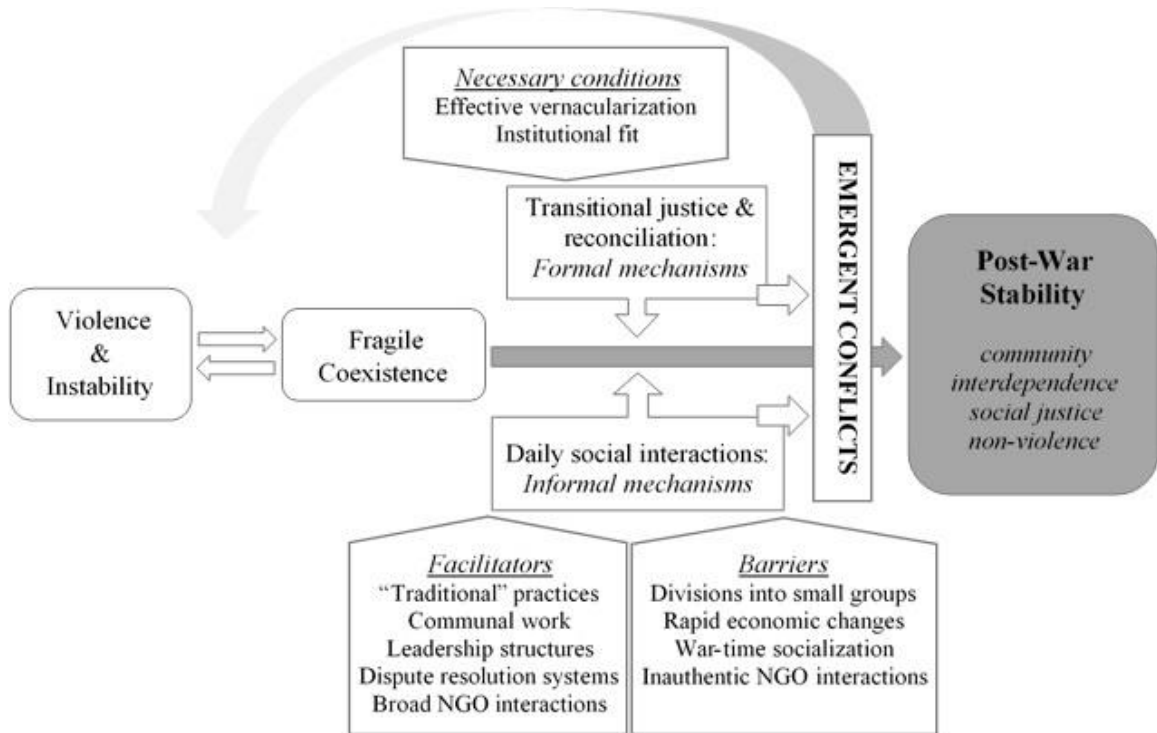 Necessary conditions
Effective vernacularization
Institutional fit
Transitional justice &
reconciliation:
Formal mechanisms
EMERGENT CONFLICTS
Violence
&
Instability
Fragile
Coexistence
Post-War
Stability
community
interdependence
social justice
non-violence
Daily social interactions:
Informal mechanisms
Facilitators
“Traditional” practices
Communal work
Leadership structures
Dispute resolution systems
Broad NGO interactions
Barriers
Divisions into small groups
Rapid economic changes
War-time socialization
Inauthentic NGO interactions